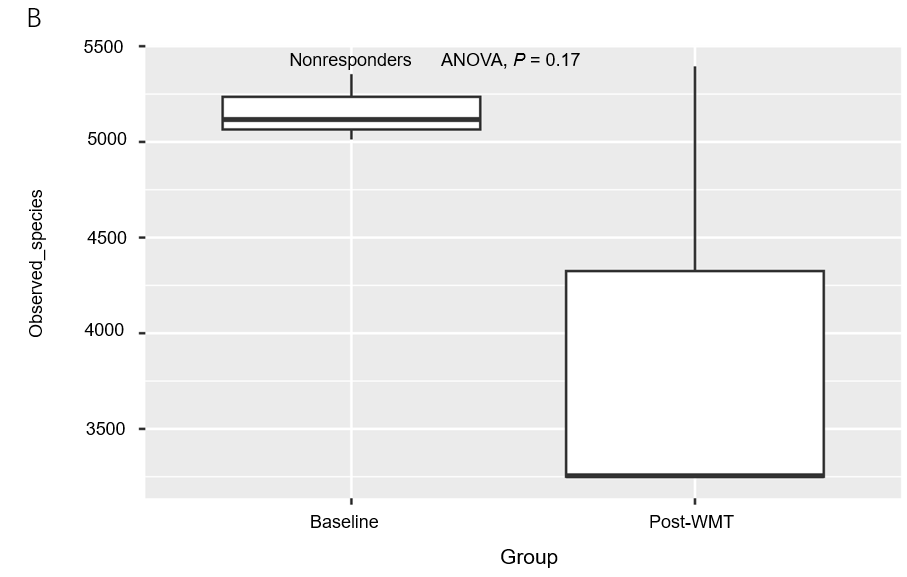 B
5500
Nonresponders ANOVA, P = 0.17
5000
4500
Observed_species
4000
3500
Baseline Post-WMT
Group